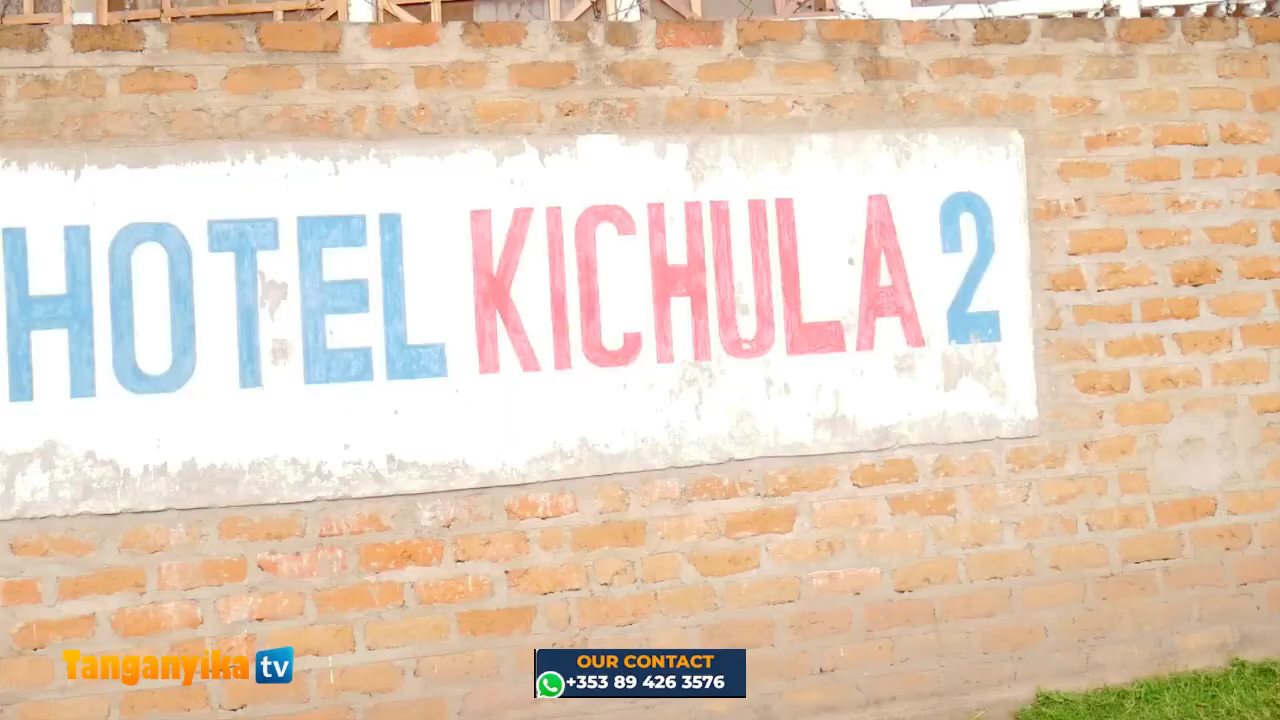 HOTEL KICHULA 2
Tanganyika tv
OUR CONTACT
+353 89 426 3576